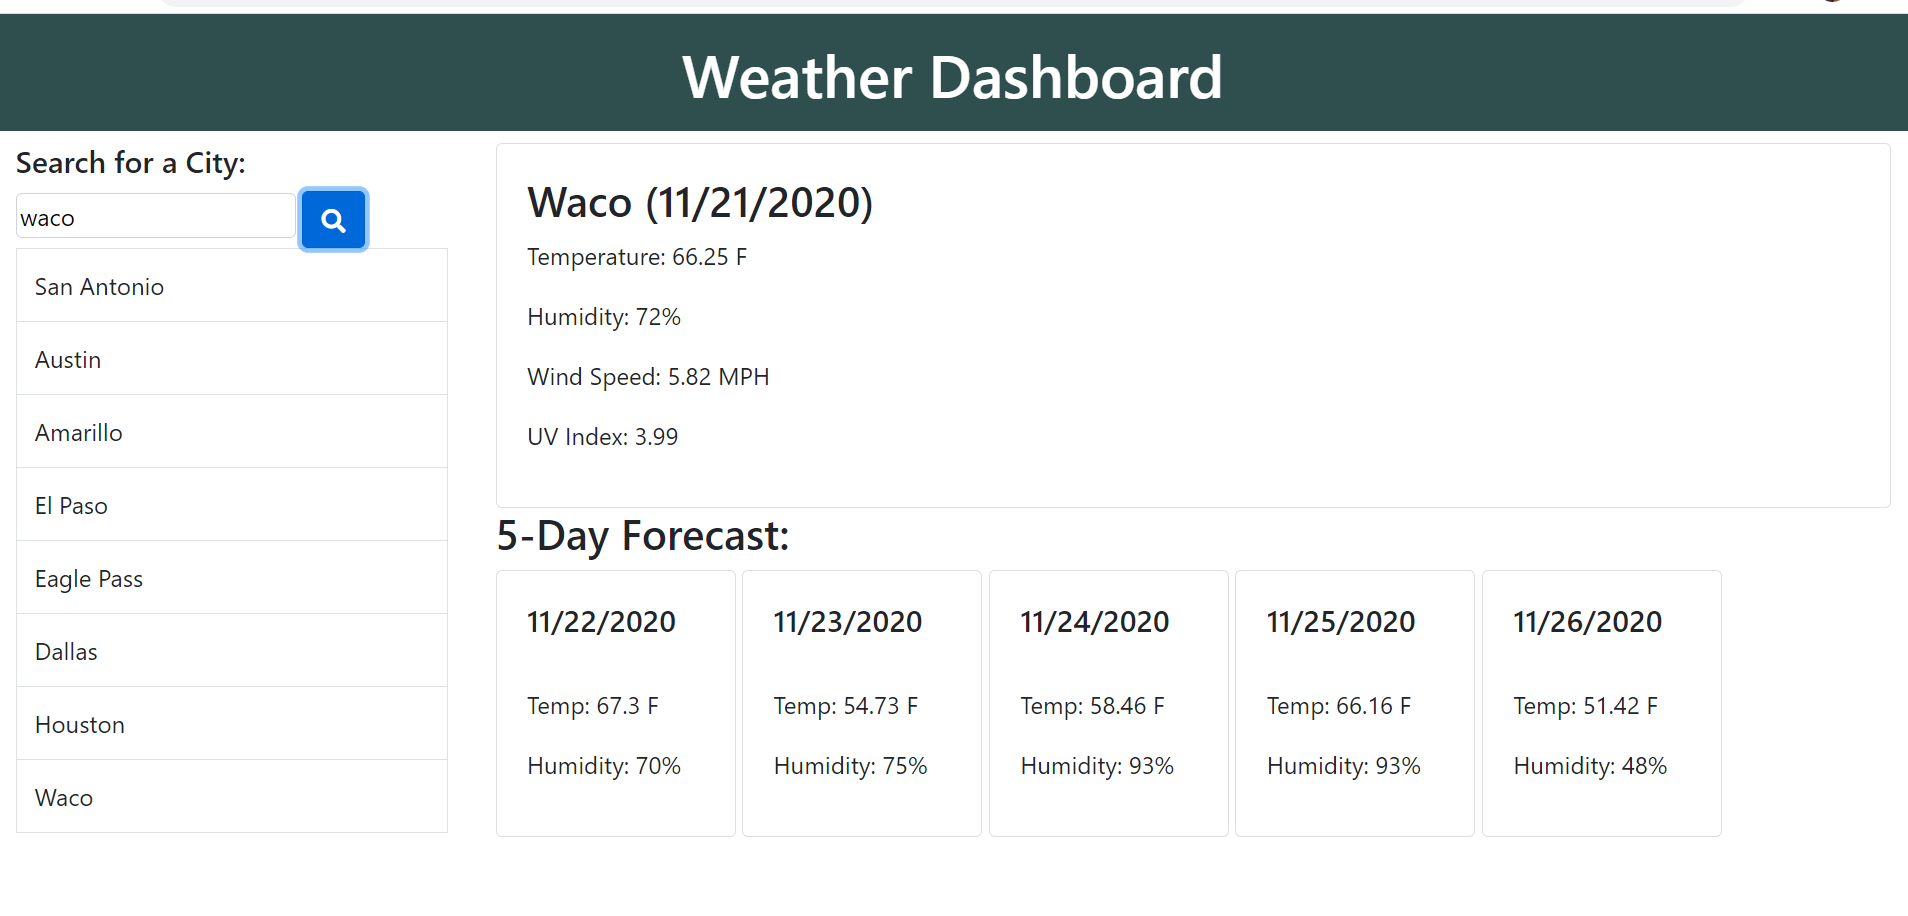 Weather Dashboard
Search for a City:
waco
San Antonio
Austin
Amarillo
El Paso
Eagle Pass
Dallas
Houston
Waco
Waco (11/21/2020)
Temperature: 66.25 F
Humidity: 72%
Wind Speed: 5.82 MPH
UV Index: 3.99
5-Day Forecast:
11/22/2020
Temp: 67.3 F
Humidity: 70%
11/23/2020
Temp: 54.73 F
Humidity: 75%
11/24/2020
Temp: 58.46 F
Humidity: 93%
11/25/2020
Temp: 66.16 F
Humidity: 93%
11/26/2020
Temp: 51.42 F
Humidity: 48%